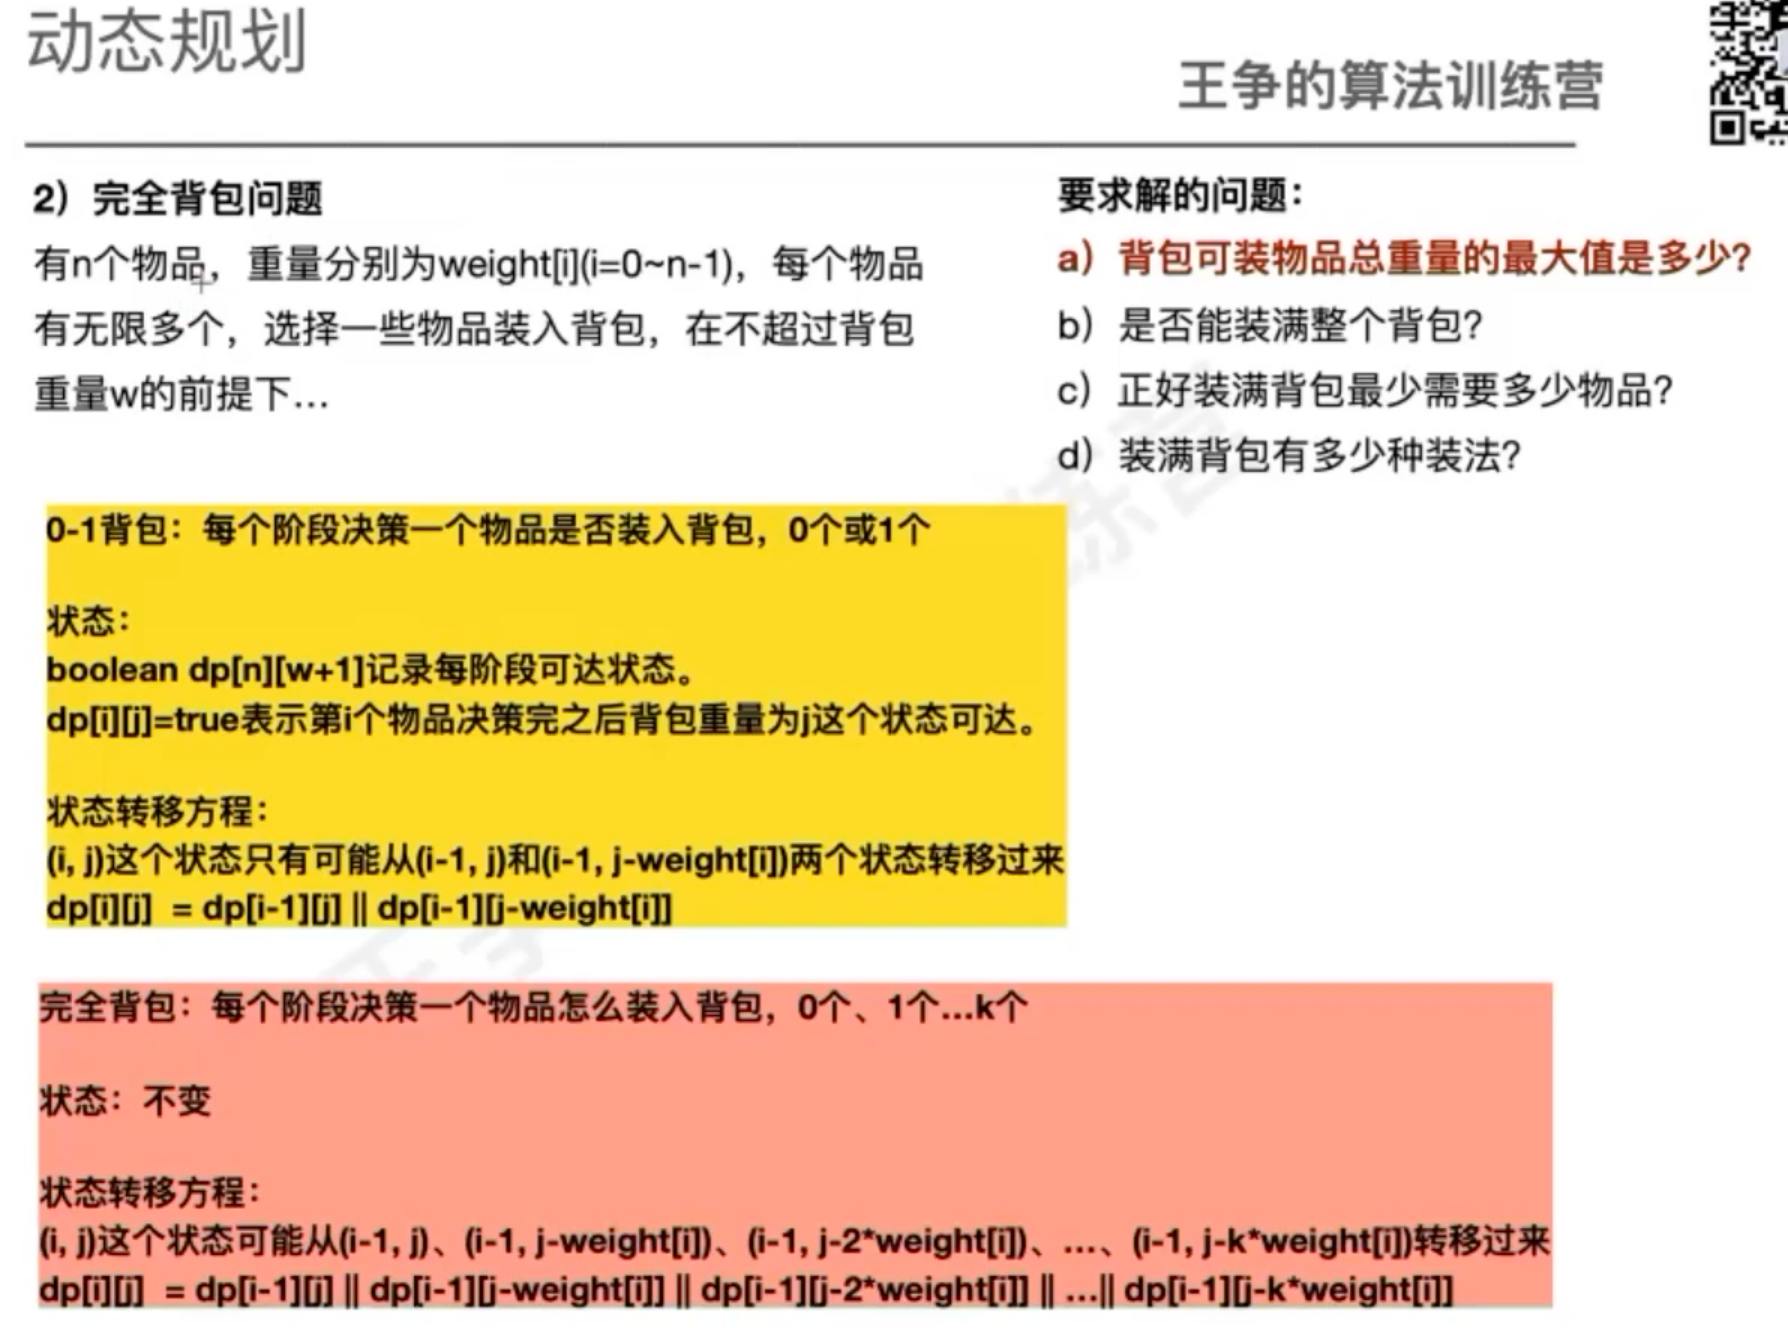 动态规划
王争的算法训练营
2）完全背包问题
有n个物品，重量分别为weight[i](i=0~n-1)，每个物品
有无限多个，选择一些物品装入背包，在不超过背包
重量w的前提下...
要求解的问题：
a）背包可装物品总重量的最大值是多少？
b）是否能装满整个背包？
c）正好装满背包最少需要多少物品？
d）装满背包有多少种装法？
0-1背包：每个阶段决策一个物品是否装入背包，0个或1个
状态：
boolean dp[n][w+1]记录每阶段可达状态。
dp[i][j]=true表示第i个物品决策完之后背包重量为j这个状态可达。
状态转移方程：
(i, j)这个状态只有可能从(i-1, j)和(i-1, j-weight[i])两个状态转移过来
dp[i][j] = dp[i-1][j] || dp[i-1][j-weight[i]]
完全背包：每个阶段决策一个物品怎么装入背包，0个、1个...k个
状态：不变
状态转移方程：
(i, j)这个状态可能从(i-1, j)、(i-1, j-weight[i])、(i-1, j-2*weight[i])、...、(i-1, j-k*weight[i])转移过来
dp[i][j] = dp[i-1][j] || dp[i-1][j-weight[i]] || dp[i-1][j-2*weight[i]] || ...|| dp[i-1][j-k*weight[i]]